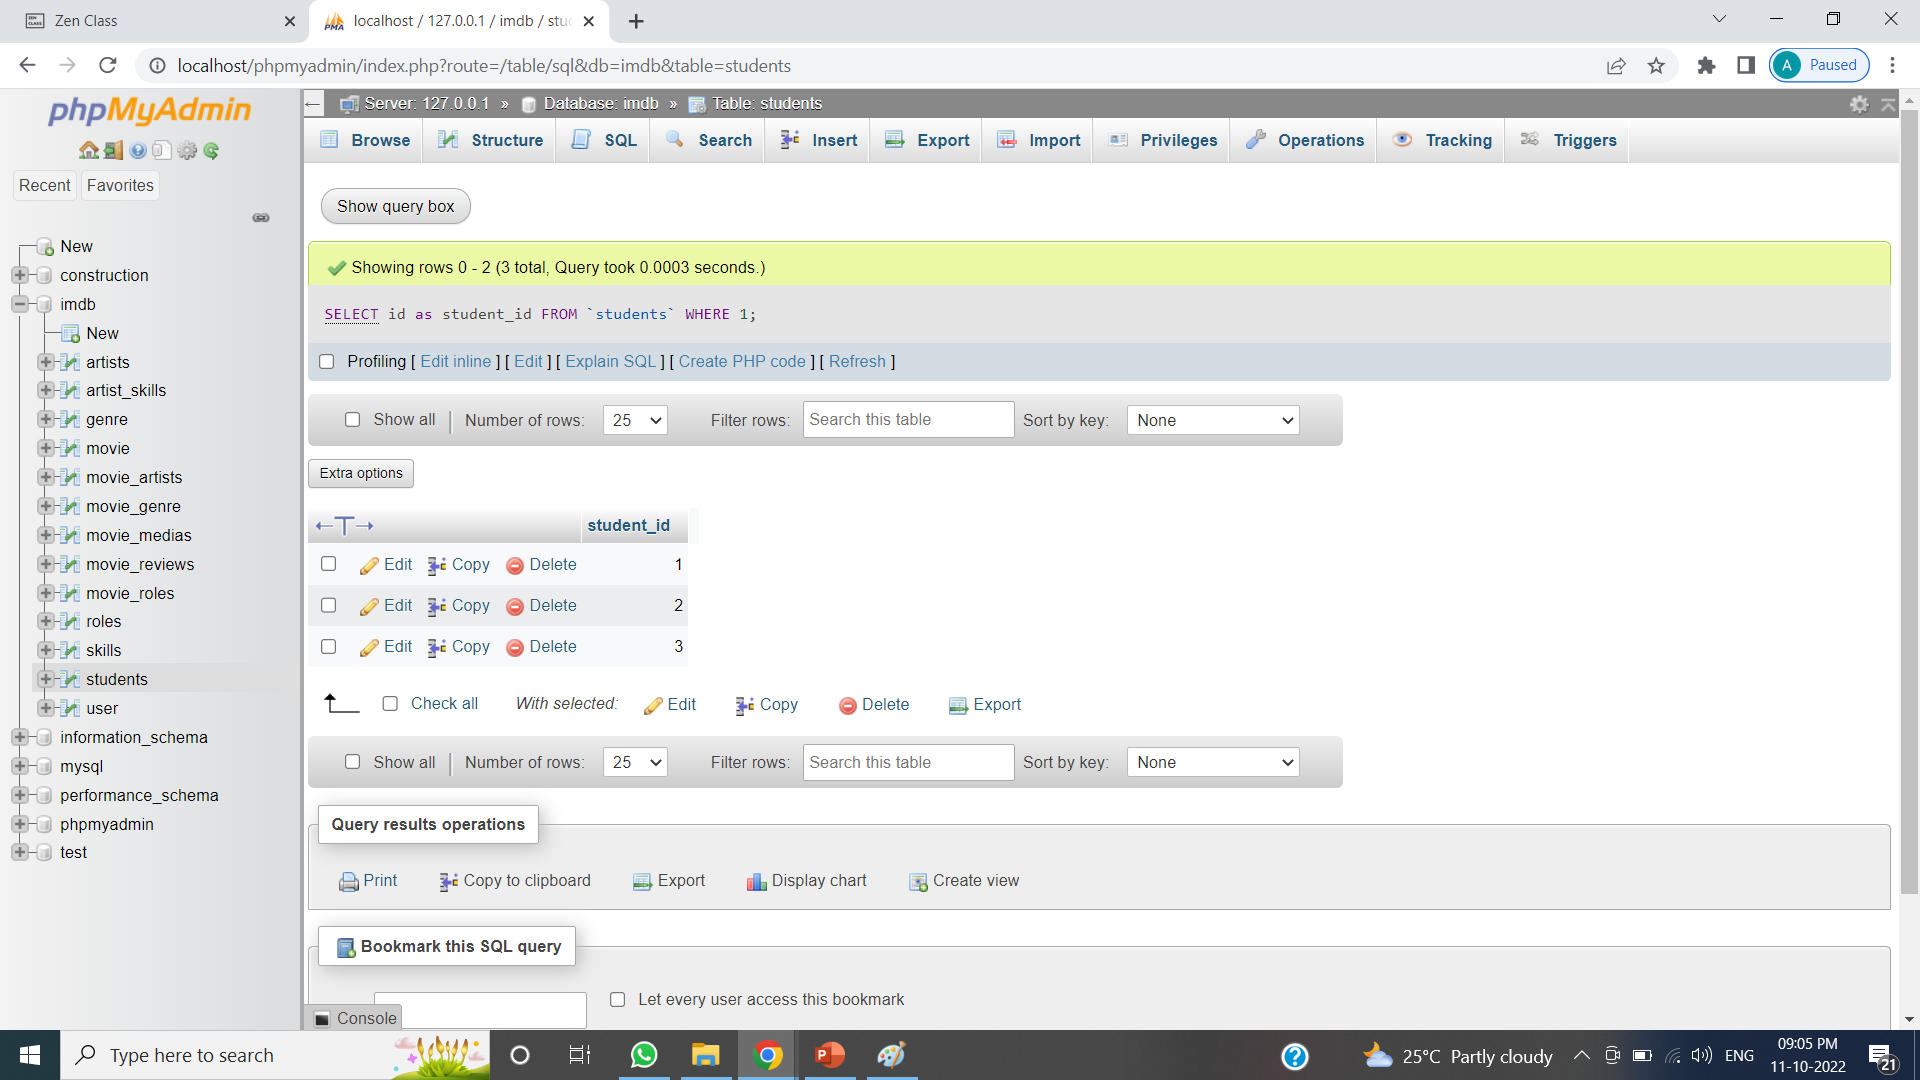 Zen Class
localhost / 127.0.0.1 / imdb / stu
localhost/phpmyadmin/index.php?route=/table/sql&db=imdb&table=students
A Paused
phpMyAdmin
Recent Favorites
New
construction
imdb
New
artists
artist_skills
genre
movie
movie_artists
movie_genre
movie_medias
movie_reviews
movie_roles
roles
skills
students
user
information_schema
mysql
performance_schema
phpmyadmin
test
Server: 127.0.0.1 » Database: imdb » Table: students
Browse Structure SQL Search Insert Export Import Privileges Operations Tracking Triggers
Show query box
Showing rows 0 - 2 (3 total, Query took 0.0003 seconds.)
SELECT id as student_id FROM `students` WHERE 1;
Profiling [ Edit inline ] [ Edit ] [ Explain SQL ] [ Create PHP code ] [ Refresh ]
Show all Number of rows: 25 Filter rows: Search this table Sort by key: None
Extra options
student_id
Edit Copy Delete 1
Edit Copy Delete 2
Edit Copy Delete 3
Check all With selected: Edit Copy Delete Export
Show all Number of rows: 25 Filter rows: Search this table Sort by key: None
Query results operations
Print Copy to clipboard Export Display chart Create view
Bookmark this SQL query
Let every user access this bookmark
Console
Type here to search
25°C Partly cloudy
ENG
09:05 PM
11-10-2022
21